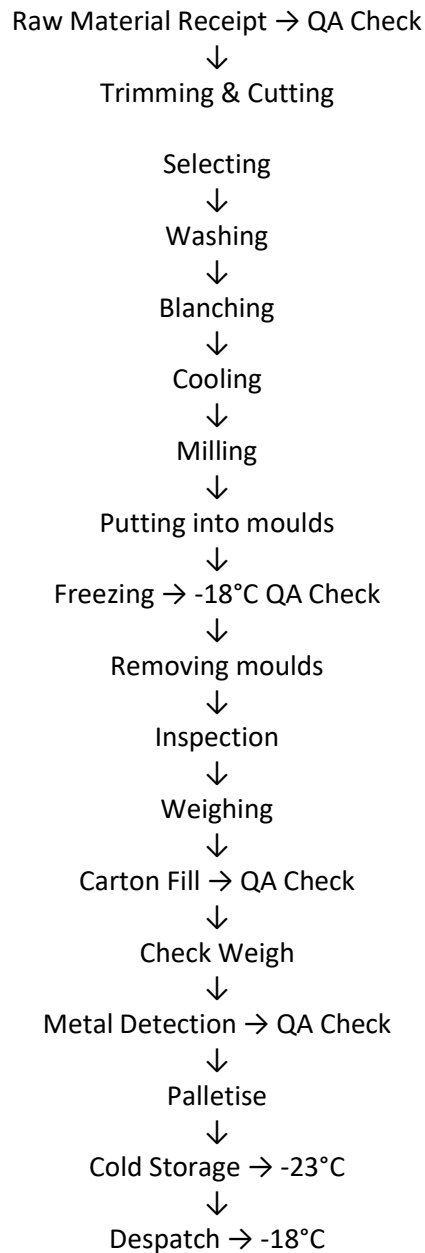 Raw Material Receipt → QA Check
↓
Trimming & Cutting
Selecting
↓
Washing
↓
Blanching
↓
Cooling
↓
Milling
↓
Putting into moulds
↓
Freezing → -18°C QA Check
↓
Removing moulds
↓
Inspection
↓
Weighing
↓
Carton Fill → QA Check
↓
Check Weigh
↓
Metal Detection → QA Check
↓
Palletise
↓
Cold Storage → -23°C
↓
Despatch → -18°C